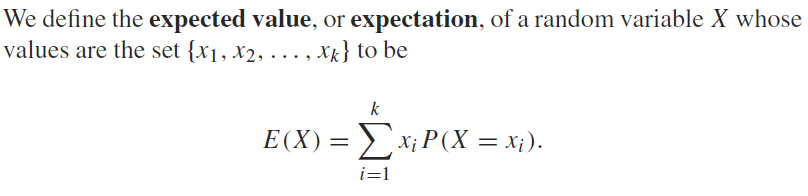 We define the expected value, or expectation, of a random variable X whose
values are the set {x₁, x₂, . . . , xₖ} to be
k
E(X) = ∑ xᵢ P(X = xᵢ).
i=1